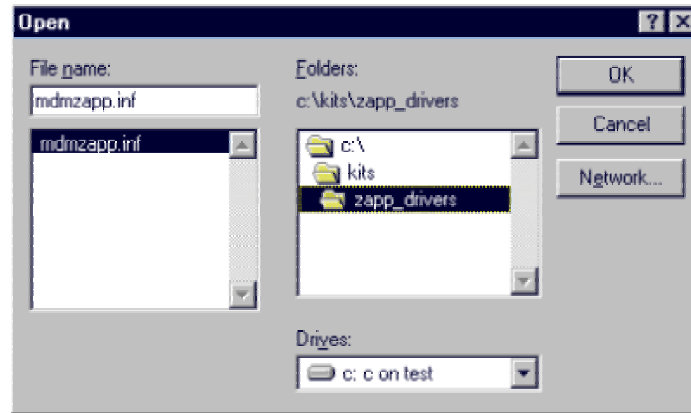 Open
File name:
mdmzapp.inf
mdmzapp.inf
Folders:
c:\kits\zapp_drivers
c:\
kits
zapp_drivers
Drives:
c: c on test
OK
Cancel
Network...